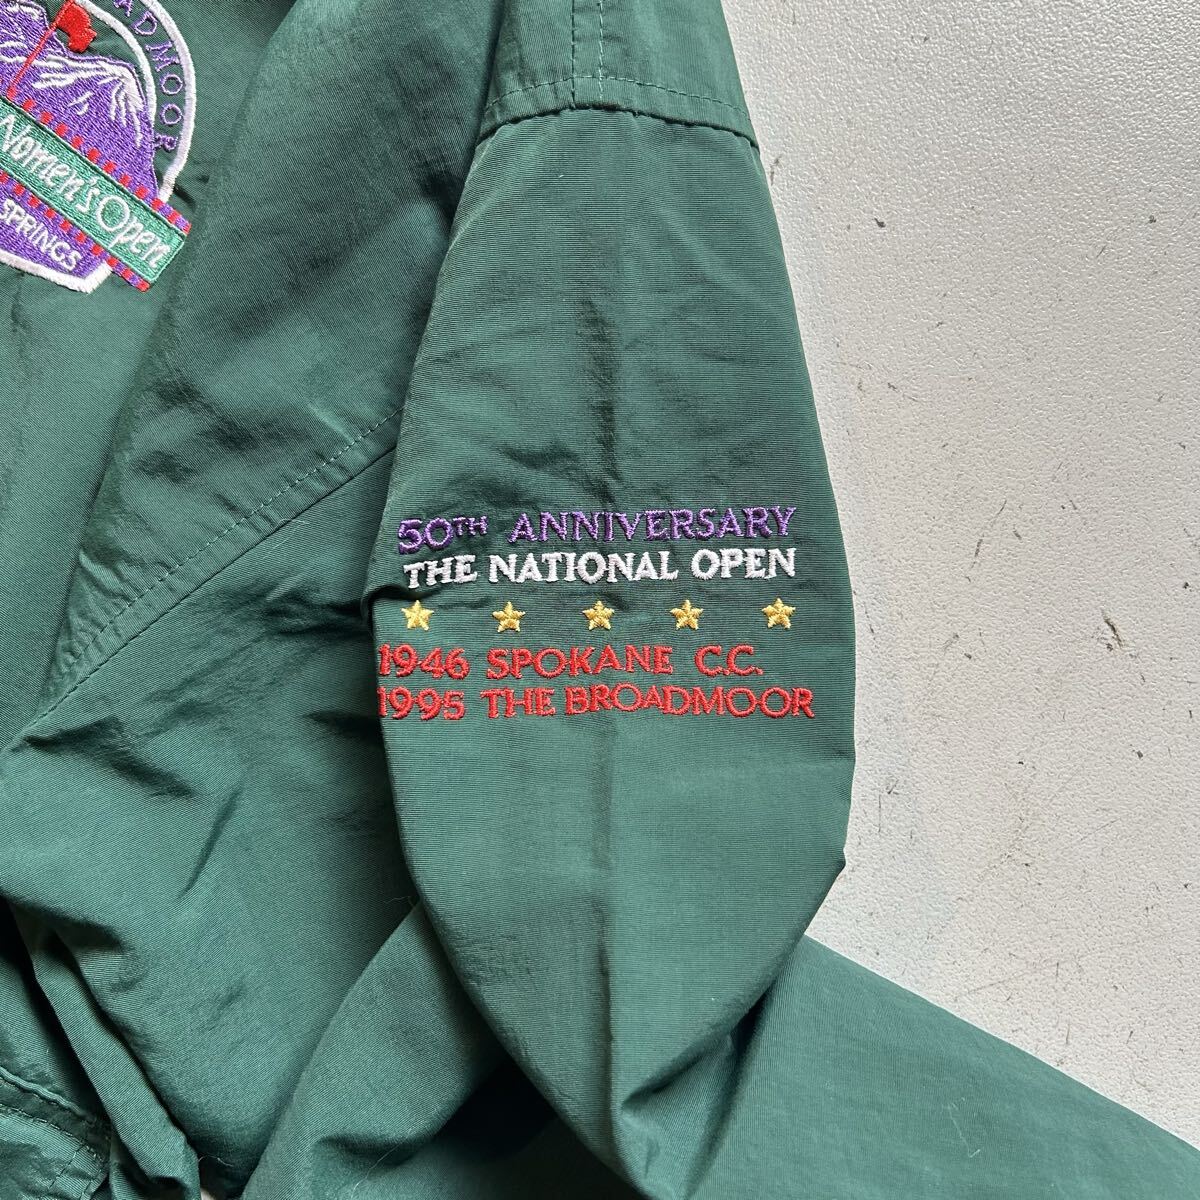 ADMOOR
Women's Open
SPRINGS
50TH ANNIVERSARY
THE NATIONAL OPEN
1946 SPOKANE C.C.
1995 THE BROADMOOR